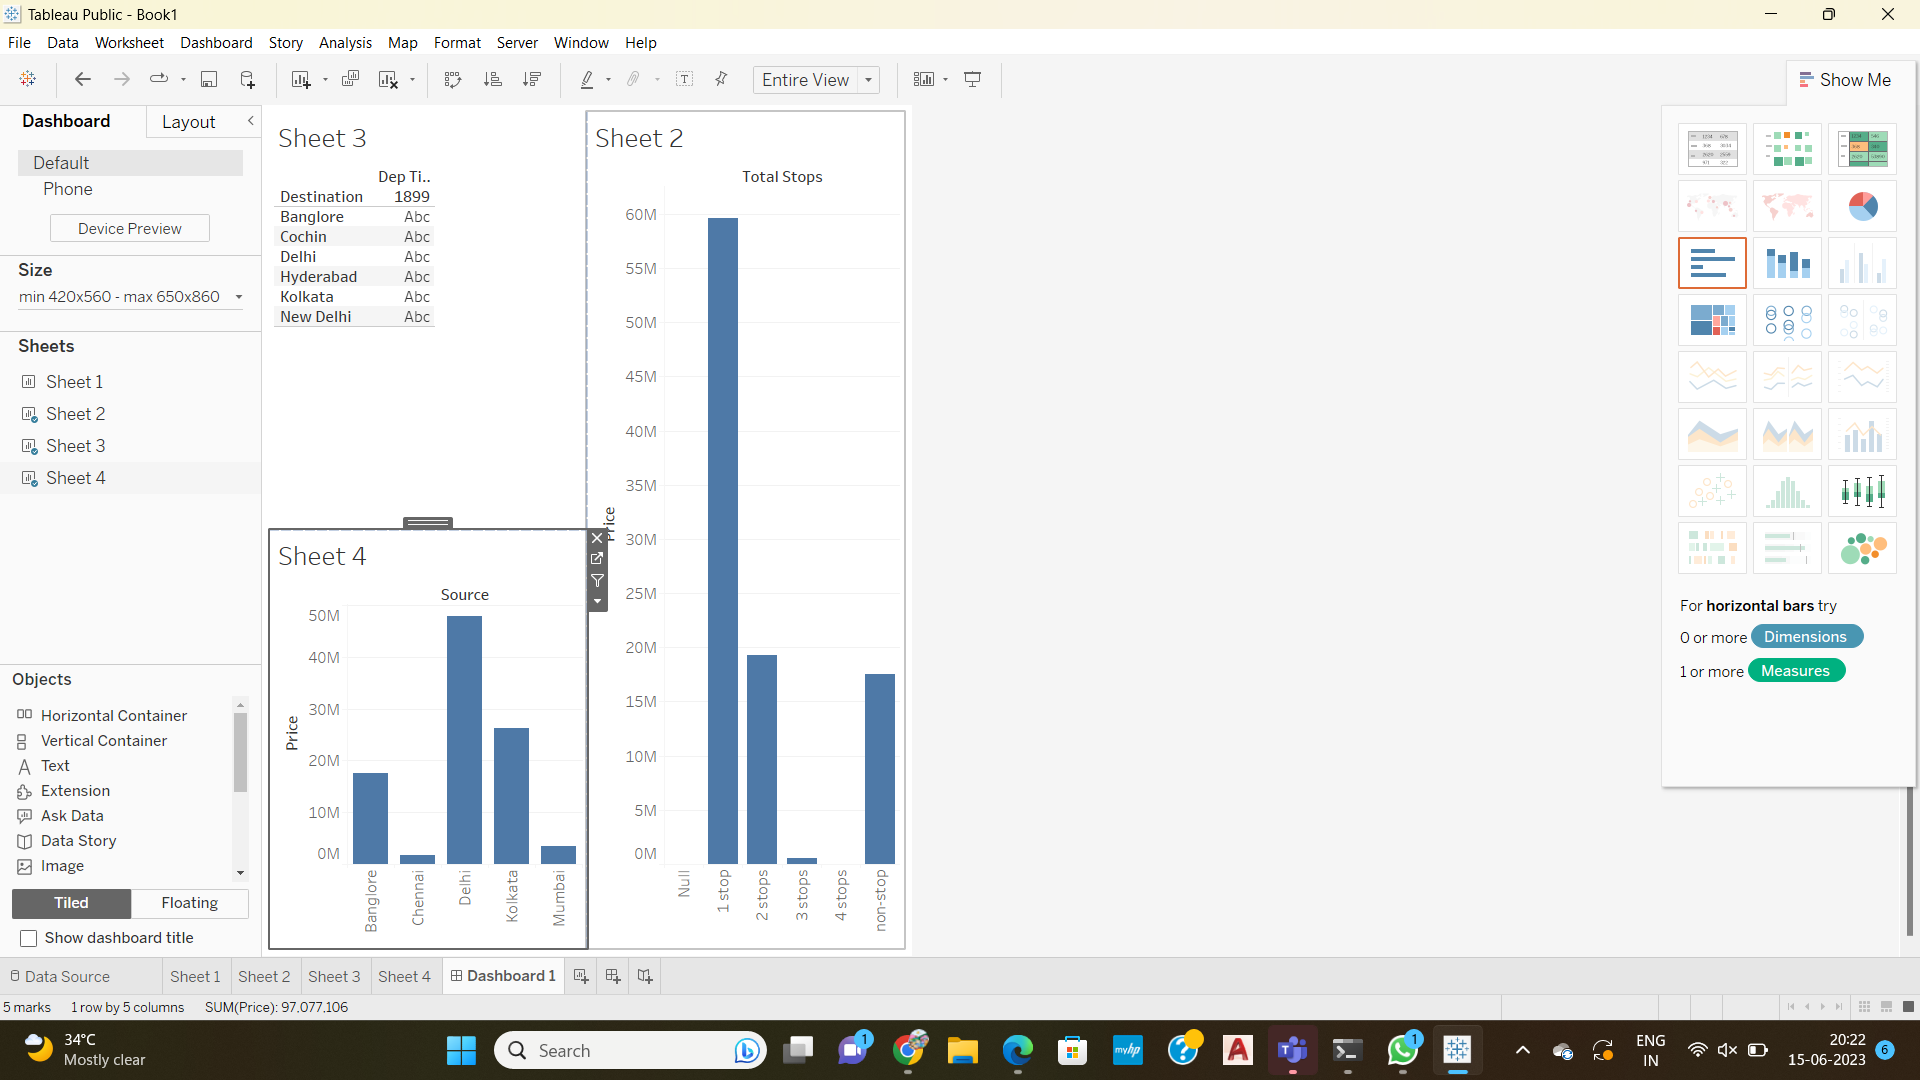 Tableau Public - Book1
File Data Worksheet Dashboard Story Analysis Map Format Server Window Help
Entire View
Show Me
Dashboard Layout
Default
Phone
Device Preview
Size
min 420x560 - max 650x860
Sheets
Sheet 1
Sheet 2
Sheet 3
Sheet 4
Objects
Horizontal Container
Vertical Container
Text
Extension
Ask Data
Data Story
Image
Tiled Floating
Show dashboard title
Sheet 3
Dep Ti..
Destination 1899
Banglore Abc
Cochin Abc
Delhi Abc
Hyderabad Abc
Kolkata Abc
New Delhi Abc
Sheet 4
Source
Price
50M
40M
30M
20M
10M
0M
Banglore
Chennai
Delhi
Kolkata
Mumbai
Sheet 2
Total Stops
Price
60M
55M
50M
45M
40M
35M
30M
25M
20M
15M
10M
5M
0M
Null
1 stop
2 stops
3 stops
4 stops
non-stop
For horizontal bars try
0 or more Dimensions
1 or more Measures
Data Source Sheet 1 Sheet 2 Sheet 3 Sheet 4 Dashboard 1
5 marks 1 row by 5 columns SUM(Price): 97,077,106
34°C
Mostly clear
Search
1
myhp
1
ENG
IN
20:22
15-06-2023
6